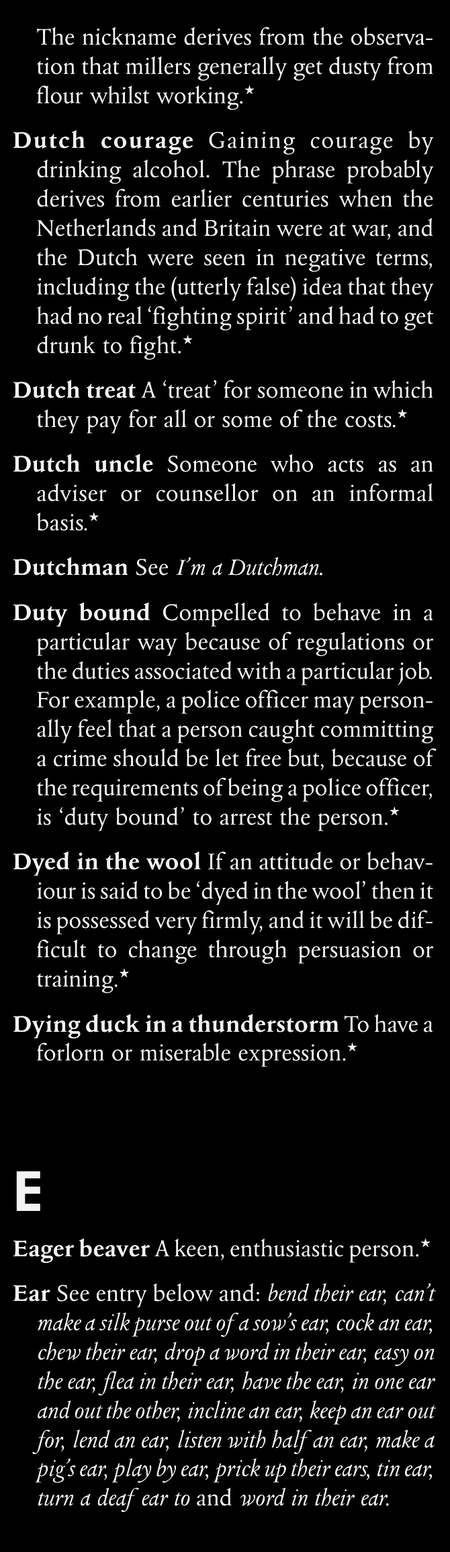 The nickname derives from the observa-
tion that millers generally get dusty from
flour whilst working.★
Dutch courage Gaining courage by
drinking alcohol. The phrase probably
derives from earlier centuries when the
Netherlands and Britain were at war, and
the Dutch were seen in negative terms,
including the (utterly false) idea that they
had no real ‘fighting spirit’ and had to get
drunk to fight.★
Dutch treat A ‘treat’ for someone in which
they pay for all or some of the costs.★
Dutch uncle Someone who acts as an
adviser or counsellor on an informal
basis.★
Dutchman See I’m a Dutchman.
Duty bound Compelled to behave in a
particular way because of regulations or
the duties associated with a particular job.
For example, a police officer may person-
ally feel that a person caught committing
a crime should be let free but, because of
the requirements of being a police officer,
is ‘duty bound’ to arrest the person.★
Dyed in the wool If an attitude or behav-
iour is said to be ‘dyed in the wool’ then it
is possessed very firmly, and it will be dif-
ficult to change through persuasion or
training.★
Dying duck in a thunderstorm To have a
forlorn or miserable expression.★
E
Eager beaver A keen, enthusiastic person.★
Ear See entry below and: bend their ear, can’t
make a silk purse out of a sow’s ear, cock an ear,
chew their ear, drop a word in their ear, easy on
the ear, flea in their ear, have the ear, in one ear
and out the other, incline an ear, keep an ear out
for, lend an ear, listen with half an ear, make a
pig’s ear, play by ear, prick up their ears, tin ear,
turn a deaf ear to and word in their ear.